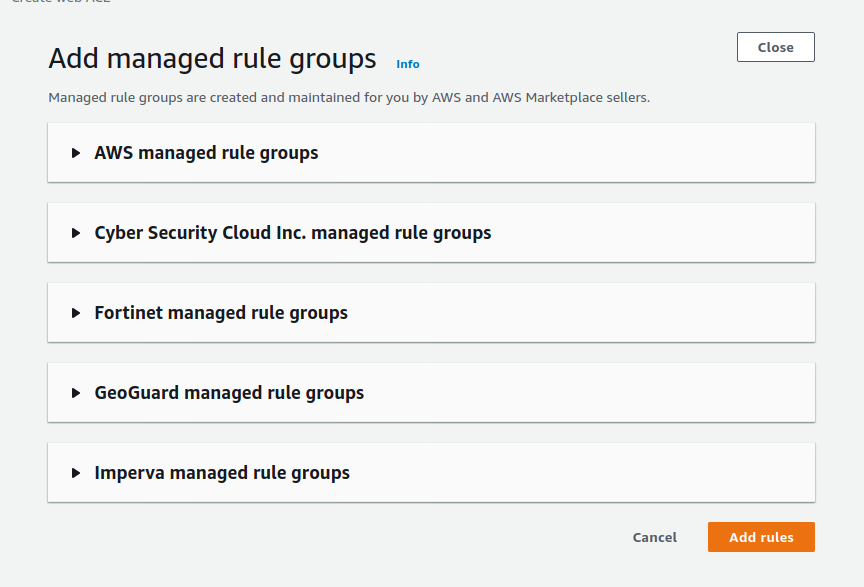 Create web ACL
Close
Add managed rule groups Info
Managed rule groups are created and maintained for you by AWS and AWS Marketplace sellers.
AWS managed rule groups
Cyber Security Cloud Inc. managed rule groups
Fortinet managed rule groups
GeoGuard managed rule groups
Imperva managed rule groups
Cancel Add rules